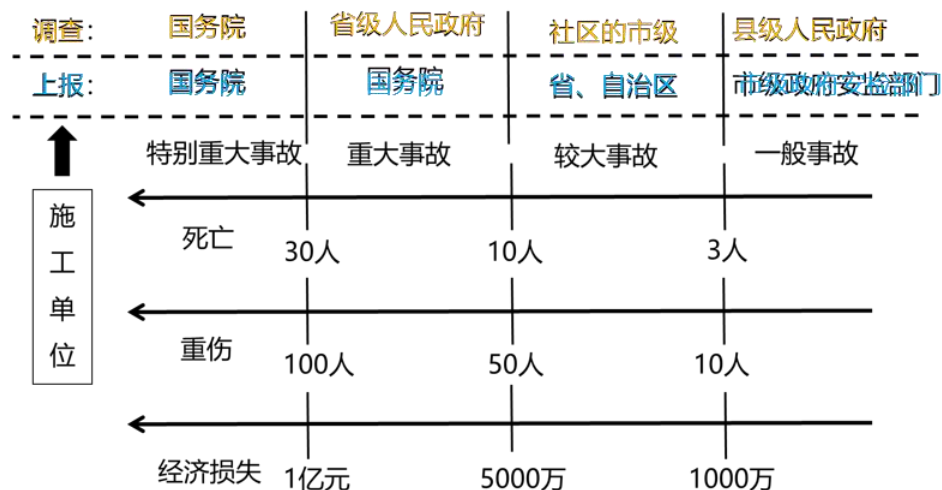 调查: 国务院 省级人民政府 社区的市级 县级人民政府
上报: 国务院 国务院 省、自治区 市级政府安监部门
特别重大事故 重大事故 较大事故 一般事故
施工单位
死亡 30人 10人 3人
重伤 100人 50人 10人
经济损失 1亿元 5000万 1000万